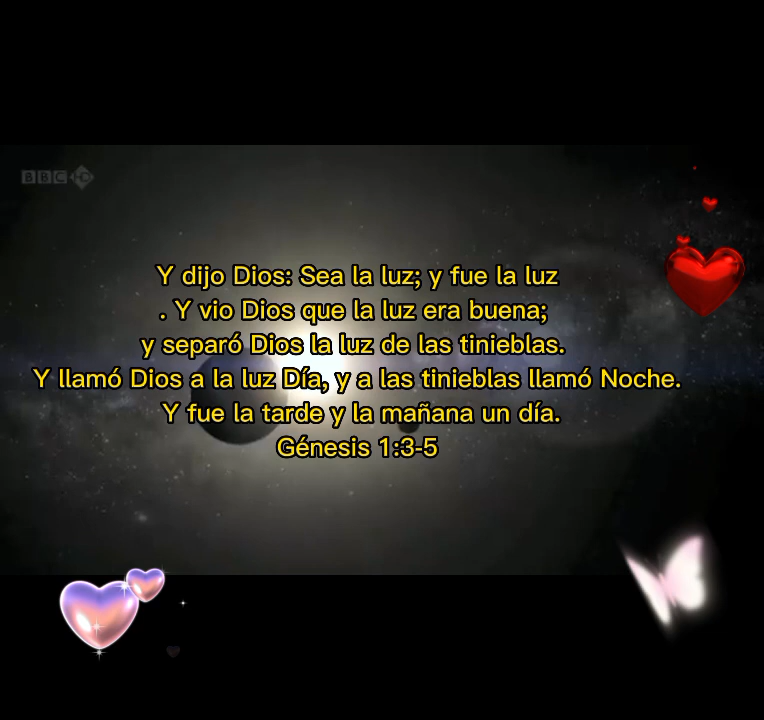 BBC HD
Y dijo Dios: Sea la luz; y fue la luz
. Y vio Dios que la luz era buena;
y separó Dios la luz de las tinieblas.
Y llamó Dios a la luz Día, y a las tinieblas llamó Noche.
Y fue la tarde y la mañana un día.
Génesis 1:3-5